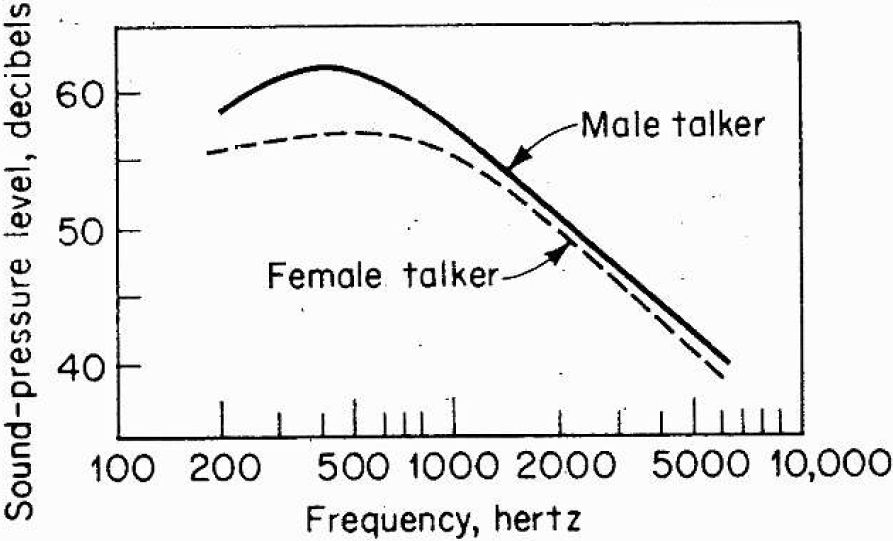 Sound-pressure level, decibels
60
50
40
Male talker
Female talker
100 200 500 1000 2000 5000 10,000
Frequency, hertz